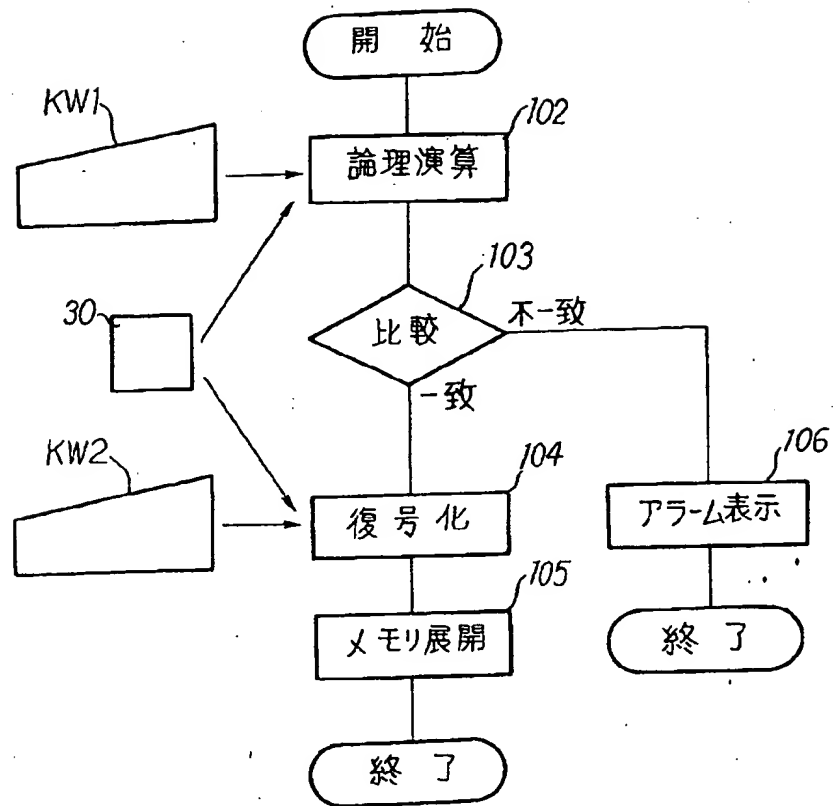 開始
KW1
102
論理演算
103
30
比較
不一致
一致
KW2
104
106
復号化
アラーム表示
105
メモリ展開
終了
終了